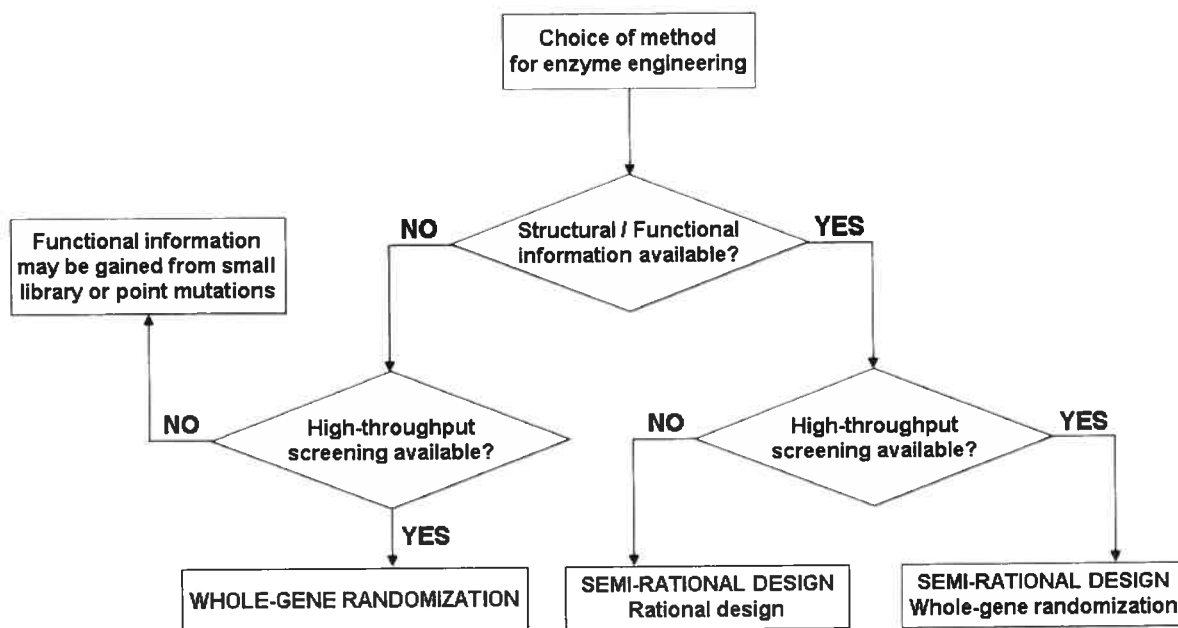 Choice of method
for enzyme engineering
NO
Structural / Functional
information available?
YES
Functional information
may be gained from small
library or point mutations
NO
High-throughput
screening available?
NO
High-throughput
screening available?
YES
YES
WHOLE-GENE RANDOMIZATION
SEMI-RATIONAL DESIGN
Rational design
SEMI-RATIONAL DESIGN
Whole-gene randomization